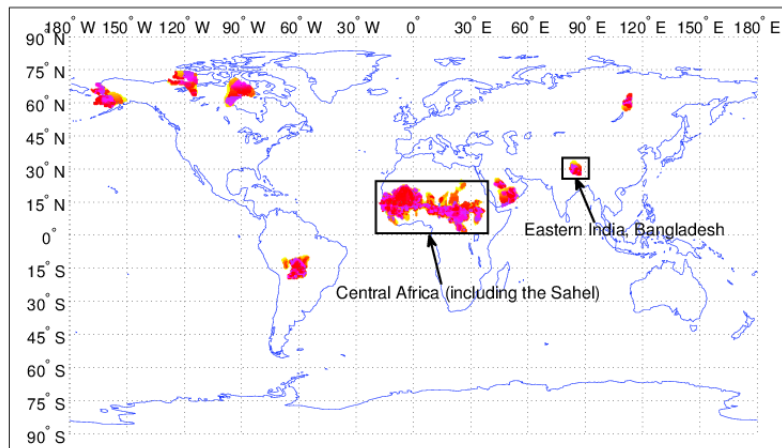 180° W 150° W 120° W 90° W 60° W 30° W 0° 30° E 60° E 90° E 120° E 150° E 180° E
90° N
75° N
60° N
45° N
30° N
15° N
0°
15° S
30° S
45° S
60° S
75° S
90° S
Eastern India, Bangladesh
Central Africa (including the Sahel)